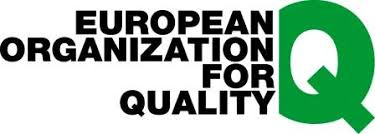 EUROPEAN
ORGANIZATION
FOR
QUALITY
Q